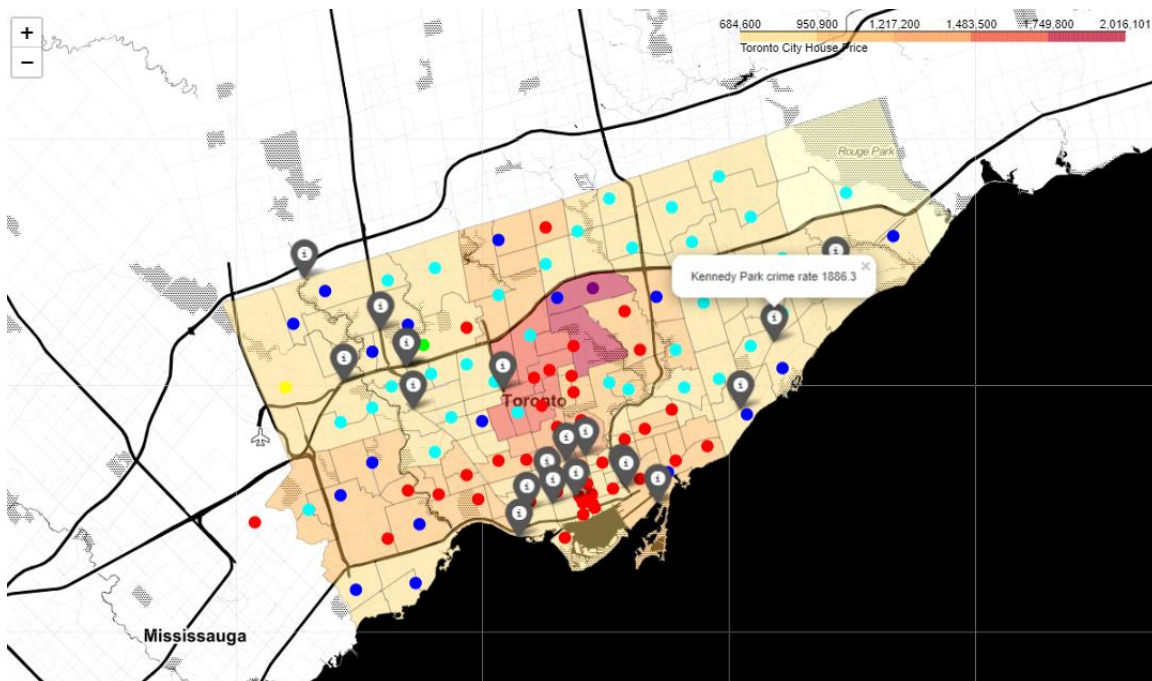 +
−
684,600 950,900 1,217,200 1,483,500 1,749,800 2,016,101
Toronto City House Price
Rouge Park
Kennedy Park crime rate 1886.3
×
Toronto
Mississauga